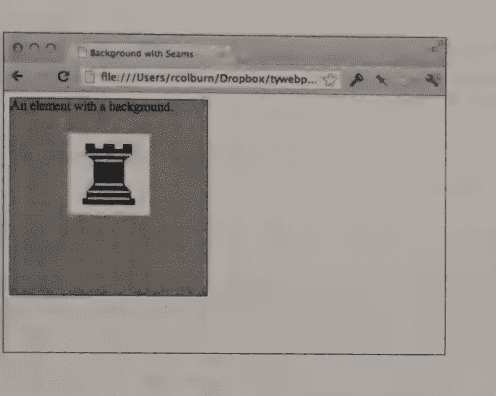 Background with Seams
file:///Users/rcolburn/Dropbox/tywebp...
An element with a background.